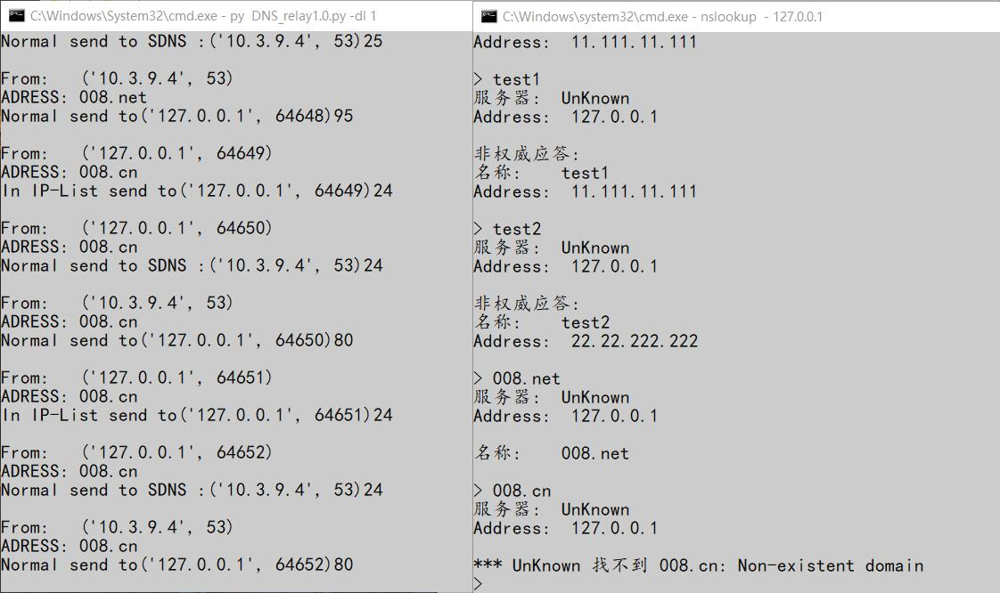 C:\Windows\System32\cmd.exe - py  DNS_relay1.0.py -dl 1
Normal send to SDNS :('10.3.9.4', 53)25
From:   ('10.3.9.4', 53)
ADRESS: 008.net
Normal send to('127.0.0.1', 64648)95
From:   ('127.0.0.1', 64649)
ADRESS: 008.cn
In IP-List send to('127.0.0.1', 64649)24
From:   ('127.0.0.1', 64650)
ADRESS: 008.cn
Normal send to SDNS :('10.3.9.4', 53)24
From:   ('10.3.9.4', 53)
ADRESS: 008.cn
Normal send to('127.0.0.1', 64650)80
From:   ('127.0.0.1', 64651)
ADRESS: 008.cn
In IP-List send to('127.0.0.1', 64651)24
From:   ('127.0.0.1', 64652)
ADRESS: 008.cn
Normal send to SDNS :('10.3.9.4', 53)24
From:   ('10.3.9.4', 53)
ADRESS: 008.cn
Normal send to('127.0.0.1', 64652)80
C:\Windows\system32\cmd.exe - nslookup  - 127.0.0.1
Address:  11.111.11.111
> test1
服务器:  UnKnown
Address:  127.0.0.1
非权威应答:
名称:    test1
Address:  11.111.11.111
> test2
服务器:  UnKnown
Address:  127.0.0.1
非权威应答:
名称:    test2
Address:  22.22.222.222
> 008.net
服务器:  UnKnown
Address:  127.0.0.1
名称:    008.net
> 008.cn
服务器:  UnKnown
Address:  127.0.0.1
*** UnKnown 找不到 008.cn: Non-existent domain
>